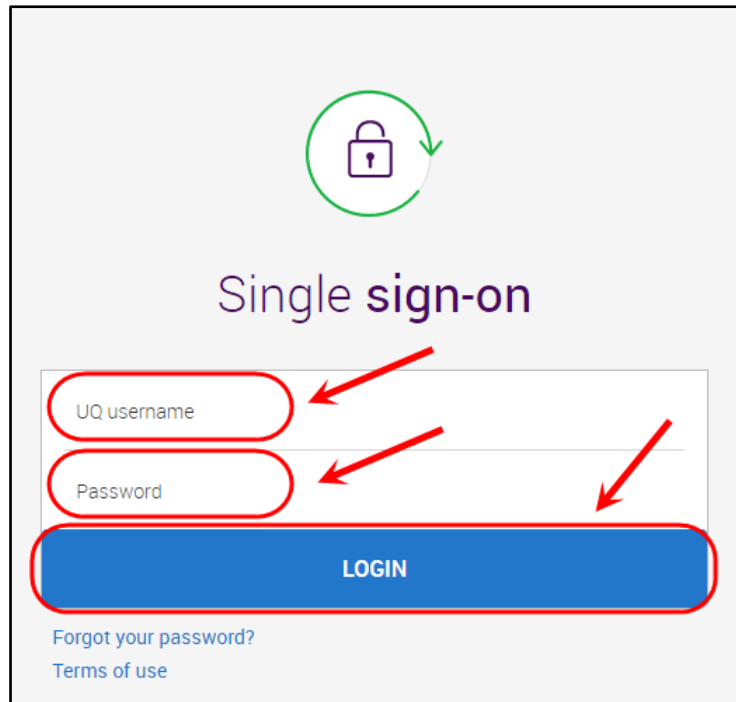 Single sign-on
UQ username
Password
LOGIN
Forgot your password?
Terms of use